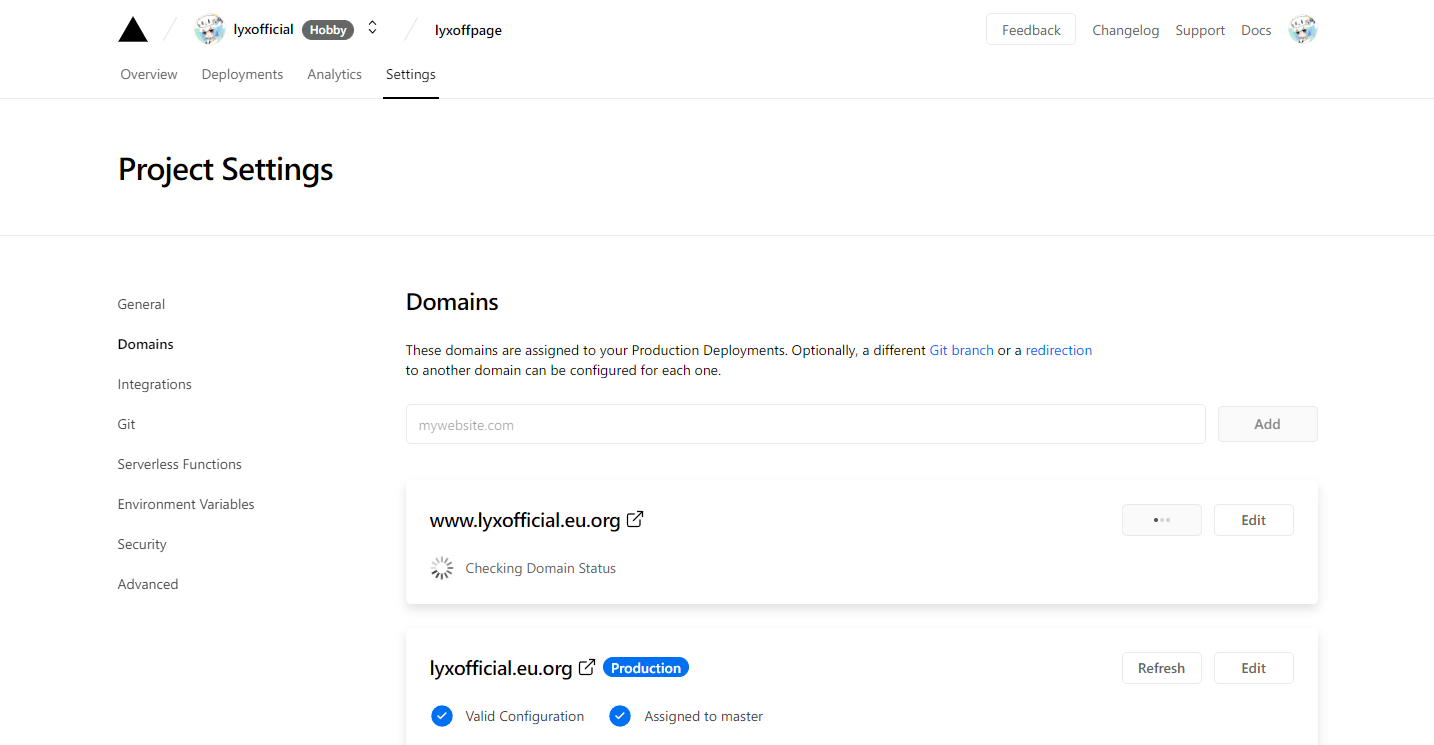 lyxofficial Hobby lyxoffpage Feedback Changelog Support Docs
Overview Deployments Analytics Settings
Project Settings
General
Domains
Integrations
Git
Serverless Functions
Environment Variables
Security
Advanced
Domains
These domains are assigned to your Production Deployments. Optionally, a different Git branch or a redirection
to another domain can be configured for each one.
mywebsite.com Add
www.lyxofficial.eu.org Edit
Checking Domain Status
lyxofficial.eu.org Production Refresh Edit
Valid Configuration Assigned to master